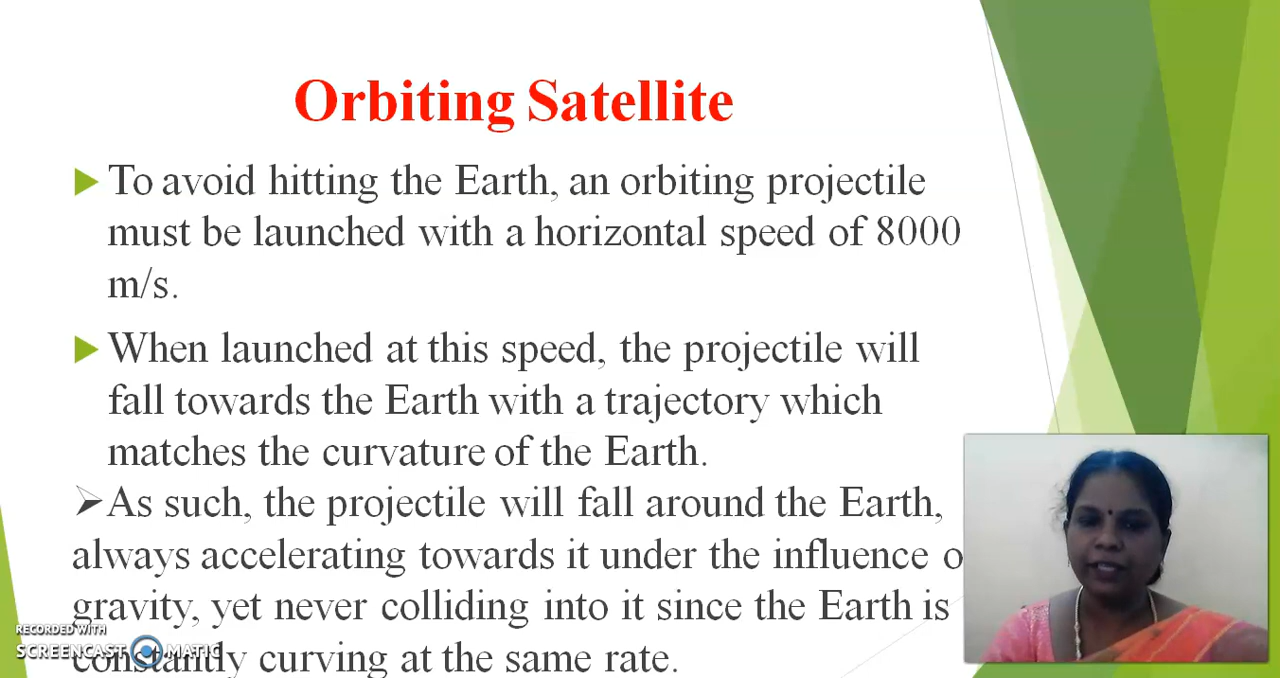 Orbiting Satellite
To avoid hitting the Earth, an orbiting projectile
must be launched with a horizontal speed of 8000
m/s.
When launched at this speed, the projectile will
fall towards the Earth with a trajectory which
matches the curvature of the Earth.
As such, the projectile will fall around the Earth,
always accelerating towards it under the influence o
gravity, yet never colliding into it since the Earth is
constantly curving at the same rate.
RECORDED WITH
SCREENCAST MATIC